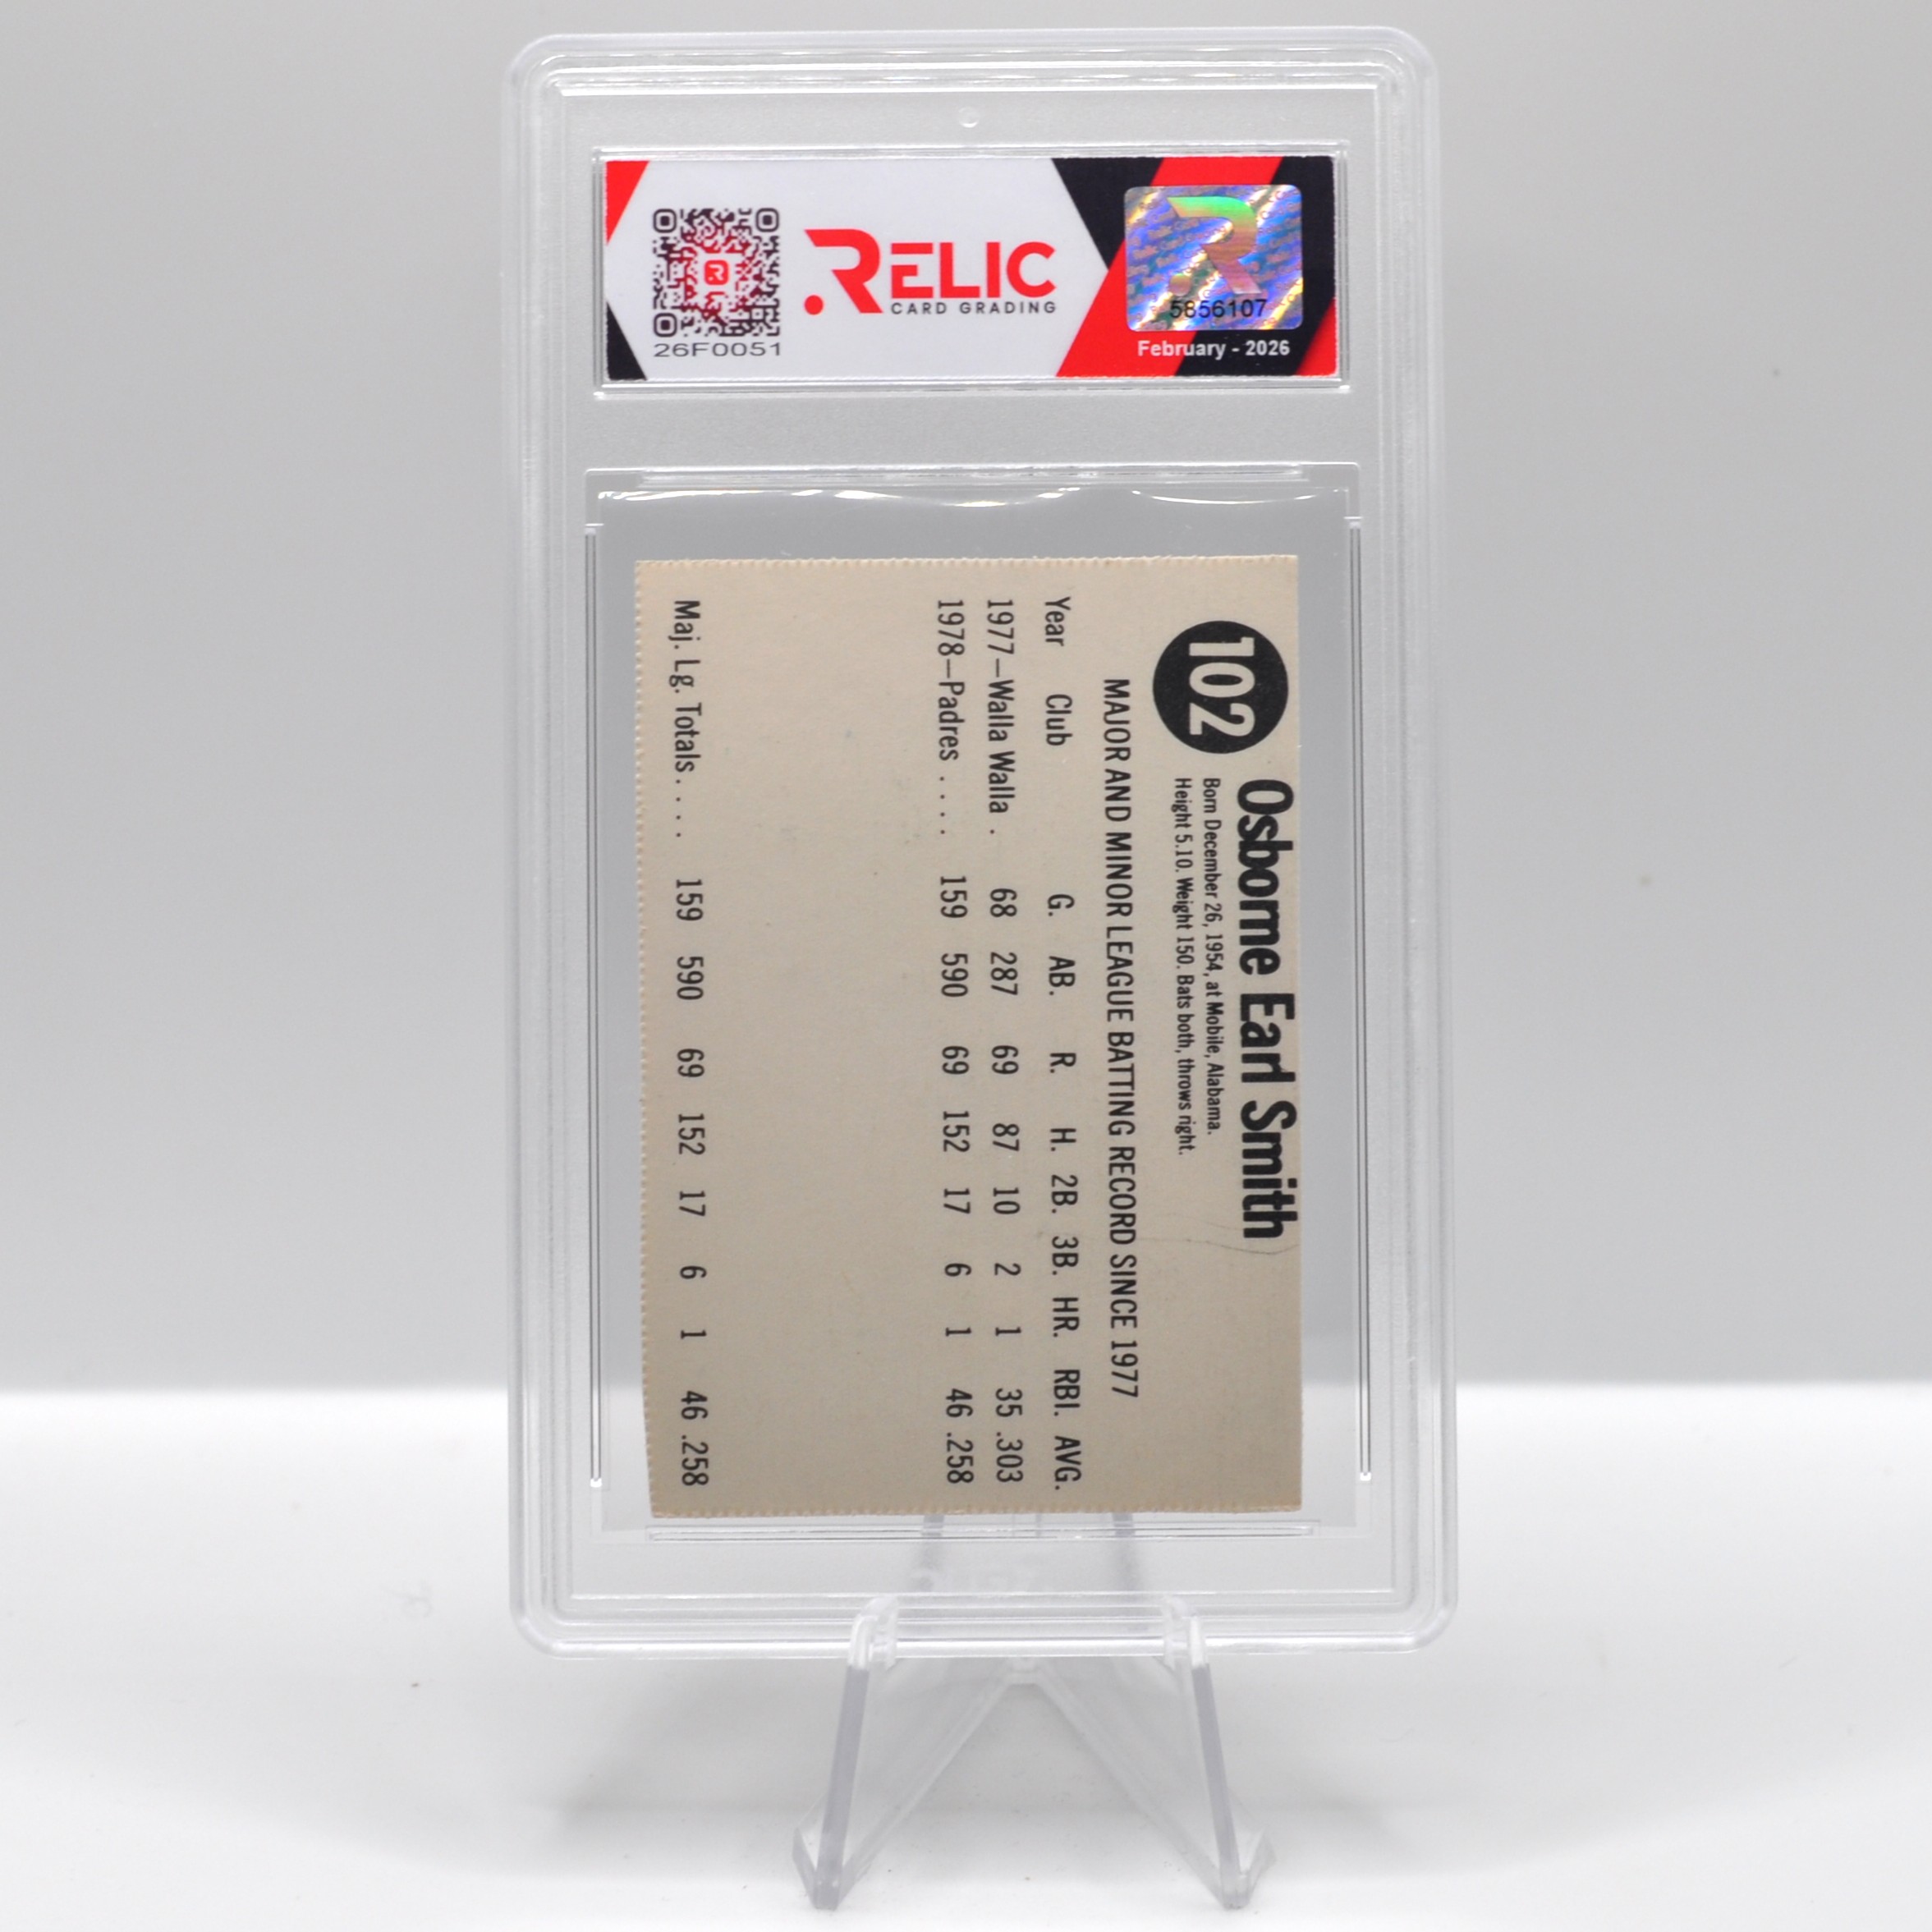 RELIC
CARD GRADING
26F0051
5856107
February - 2026
102
Osborne Earl Smith
Born December 26, 1954, at Mobile, Alabama.
Height 5.10. Weight 150. Bats both, throws right.
MAJOR AND MINOR LEAGUE BATTING RECORD SINCE 1977
Year Club G. AB. R. H. 2B. 3B. HR. RBI. AVG.
1977—Walla Walla . 68 287 69 87 10 2 1 35 .303
1978—Padres . . . . 159 590 69 152 17 6 1 46 .258
Maj. Lg. Totals . . . . 159 590 69 152 17 6 1 46 .258